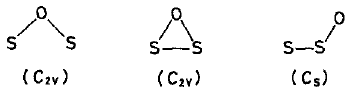 O O O
S S S S S S
(C₂ᵥ) (C₂ᵥ) (Cₛ)